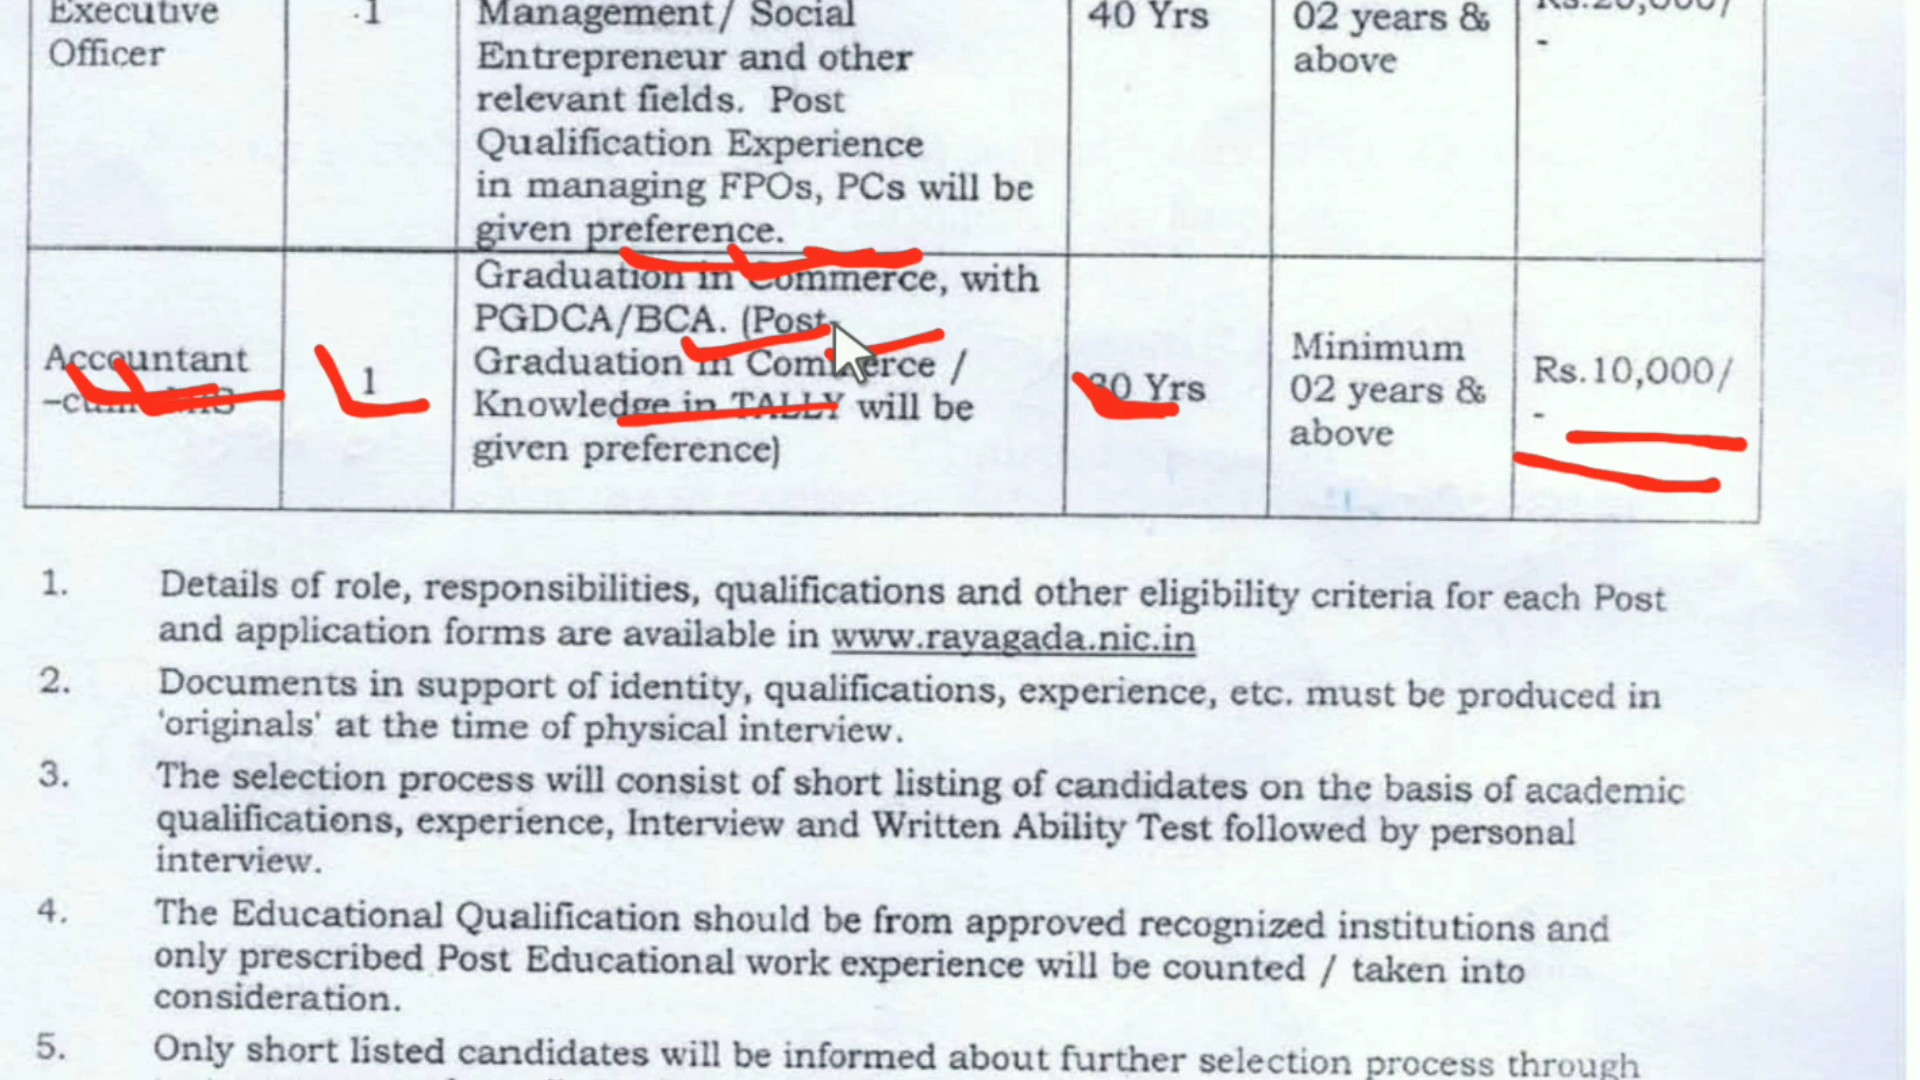 Executive
Officer
1
Management/ Social
Entrepreneur and other
relevant fields. Post
Qualification Experience
in managing FPOs, PCs will be
given preference.
40 Yrs
02 years &
above
-
Accountant
1
Graduation in Commerce, with
PGDCA/BCA. (Post-
Graduation in Commerce /
Knowledge in TALLY will be
given preference)
30 Yrs
Minimum
02 years &
above
Rs.10,000/
-
1. Details of role, responsibilities, qualifications and other eligibility criteria for each Post
and application forms are available in www.rayagada.nic.in
2. Documents in support of identity, qualifications, experience, etc. must be produced in
'originals' at the time of physical interview.
3. The selection process will consist of short listing of candidates on the basis of academic
qualifications, experience, Interview and Written Ability Test followed by personal
interview.
4. The Educational Qualification should be from approved recognized institutions and
only prescribed Post Educational work experience will be counted / taken into
consideration.
5. Only short listed candidates will be informed about further selection process through